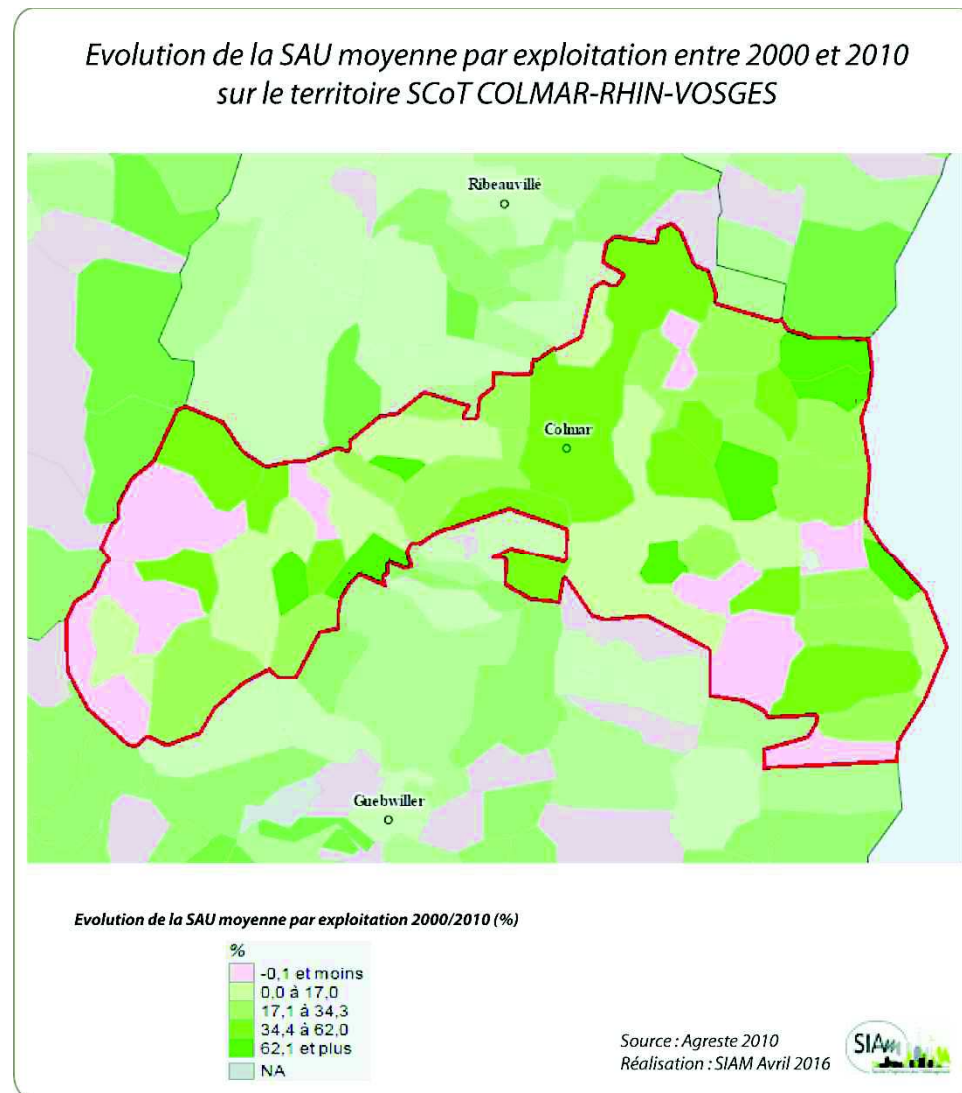 Evolution de la SAU moyenne par exploitation entre 2000 et 2010
sur le territoire SCoT COLMAR-RHIN-VOSGES
Ribeauvillé
Colmar
Guebwiller
Evolution de la SAU moyenne par exploitation 2000/2010 (%)
%
-0,1 et moins
0,0 à 17,0
17,1 à 34,3
34,4 à 62,0
62,1 et plus
NA
Source : Agreste 2010
Réalisation : SIAM Avril 2016
SIAm